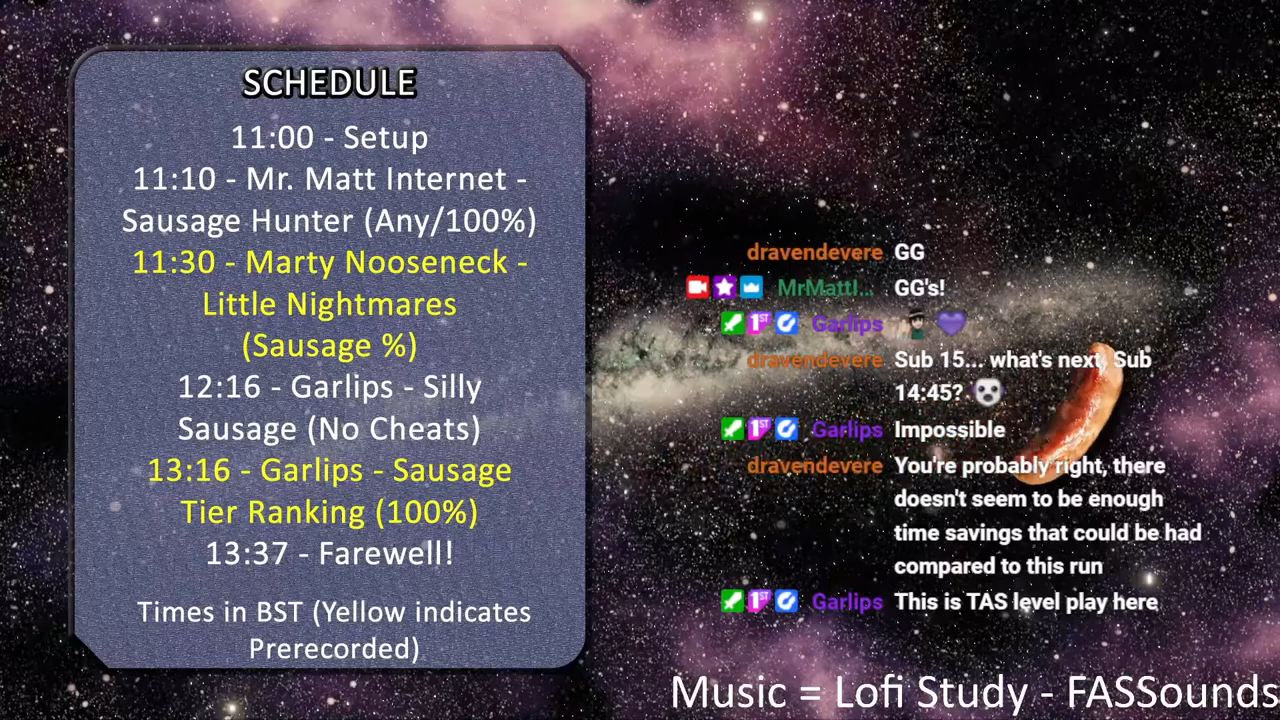 SCHEDULE
11:00 - Setup
11:10 - Mr. Matt Internet -
Sausage Hunter (Any/100%)
11:30 - Marty Nooseneck -
Little Nightmares
(Sausage %)
12:16 - Garlips - Silly
Sausage (No Cheats)
13:16 - Garlips - Sausage
Tier Ranking (100%)
13:37 - Farewell!
Times in BST (Yellow indicates
Prerecorded)
dravendevere GG
MrMattI... GG's!
1ST Garlips
dravendevere Sub 15... what's next, Sub
14:45?
1ST Garlips Impossible
dravendevere You're probably right, there
doesn't seem to be enough
time savings that could be had
compared to this run
1ST Garlips This is TAS level play here
Music = Lofi Study - FASSounds